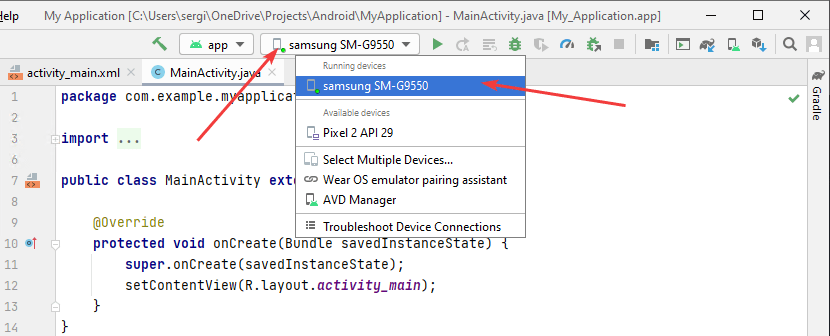 Help My Application [C:\Users\sergi\OneDrive\Projects\Android\MyApplication] - MainActivity.java [My_Application.app]
app samsung SM-G9550
activity_main.xml MainActivity.java
Running devices
samsung SM-G9550
Available devices
Pixel 2 API 29
Select Multiple Devices...
Wear OS emulator pairing assistant
AVD Manager
Troubleshoot Device Connections
1 package com.example.myapplicat
2
3 import ...
6
7 public class MainActivity exte
8
9 @Override
10 protected void onCreate(Bundle savedInstanceState) {
11 super.onCreate(savedInstanceState);
12 setContentView(R.layout.activity_main);
13 }
14 }
Gradle